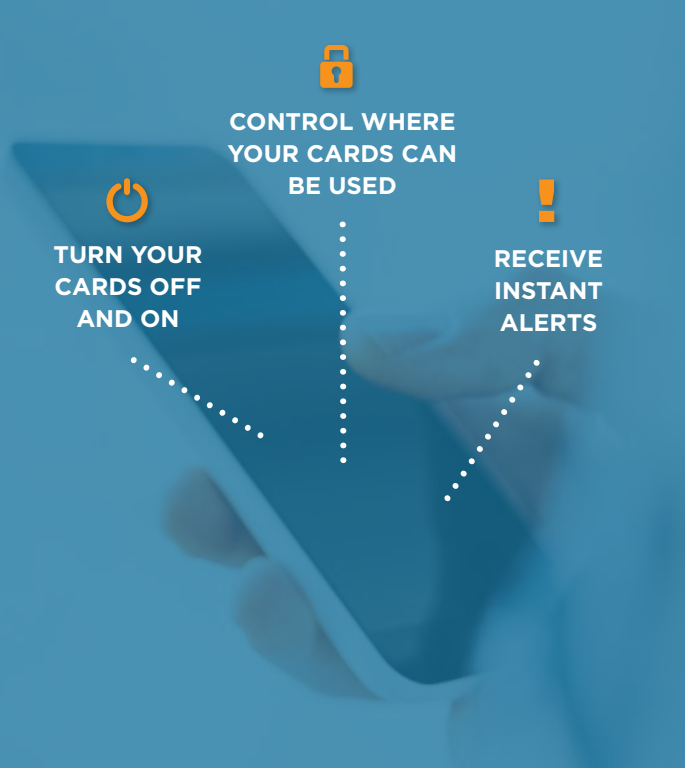 CONTROL WHERE
YOUR CARDS CAN
BE USED
TURN YOUR
CARDS OFF
AND ON
RECEIVE
INSTANT
ALERTS